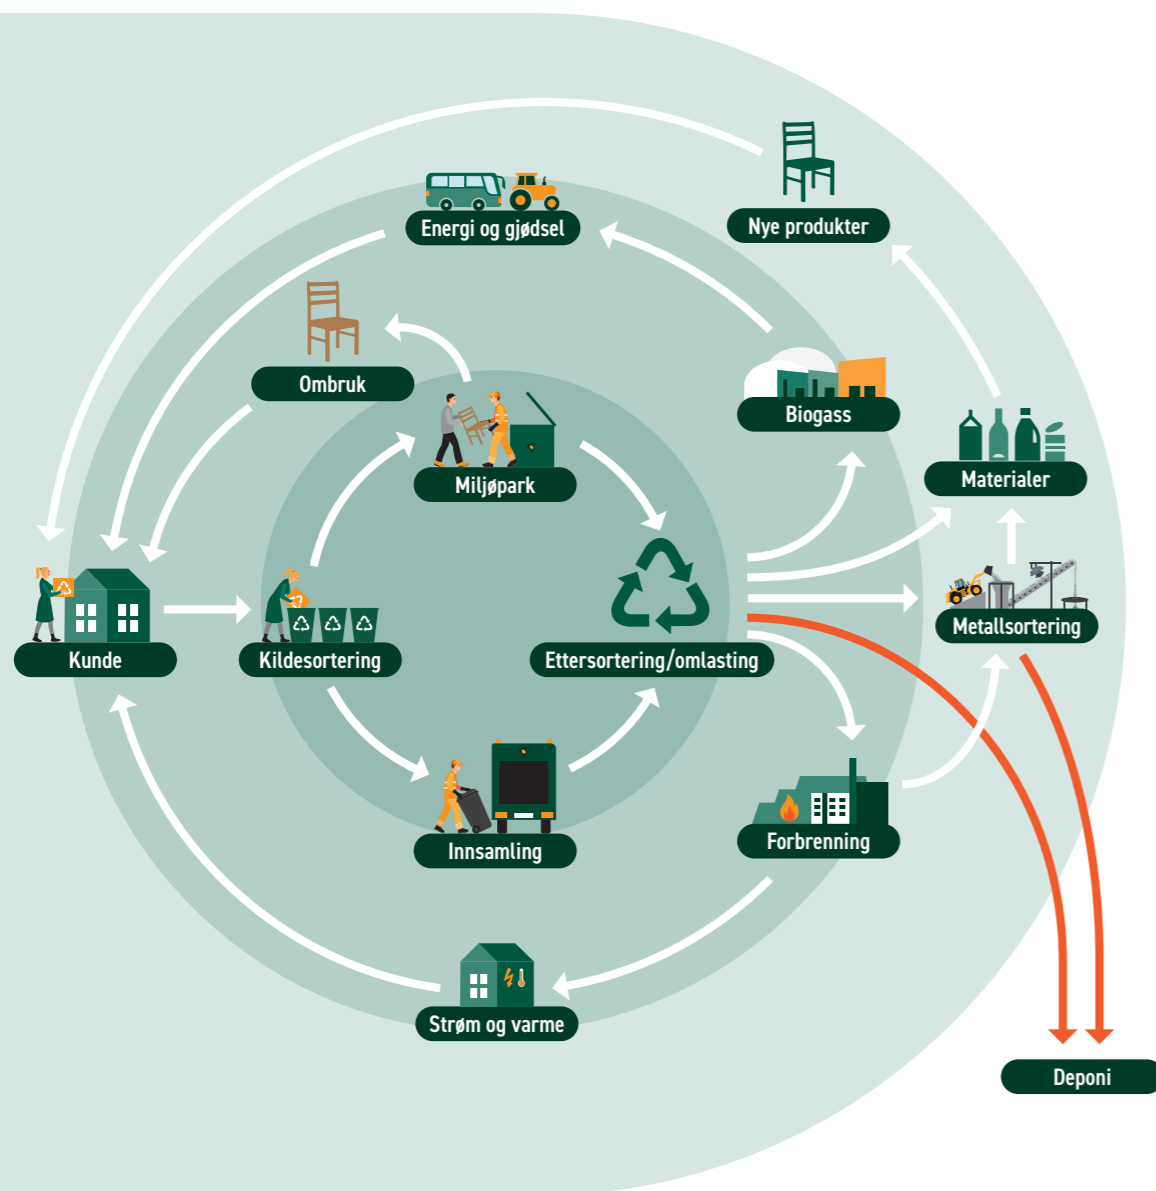 Energi og gjødsel
Nye produkter
Ombruk
Biogass
Miljøpark
Materialer
Metallsortering
Kunde
Kildesortering
Ettersortering/omlasting
Innsamling
Forbrenning
Strøm og varme
Deponi